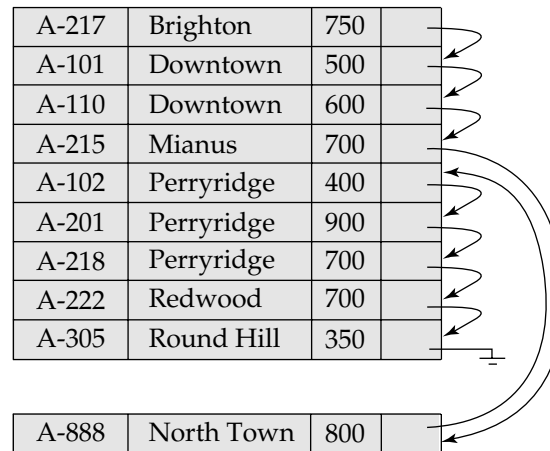 A-217 Brighton 750
A-101 Downtown 500
A-110 Downtown 600
A-215 Mianus 700
A-102 Perryridge 400
A-201 Perryridge 900
A-218 Perryridge 700
A-222 Redwood 700
A-305 Round Hill 350
A-888 North Town 800